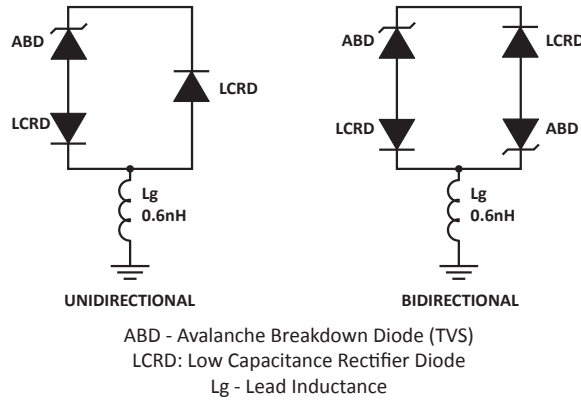 ABD
LCRD
LCRD
Lg
0.6nH
UNIDIRECTIONAL
ABD
LCRD
LCRD
ABD
Lg
0.6nH
BIDIRECTIONAL
ABD - Avalanche Breakdown Diode (TVS)
LCRD: Low Capacitance Rectifier Diode
Lg - Lead Inductance